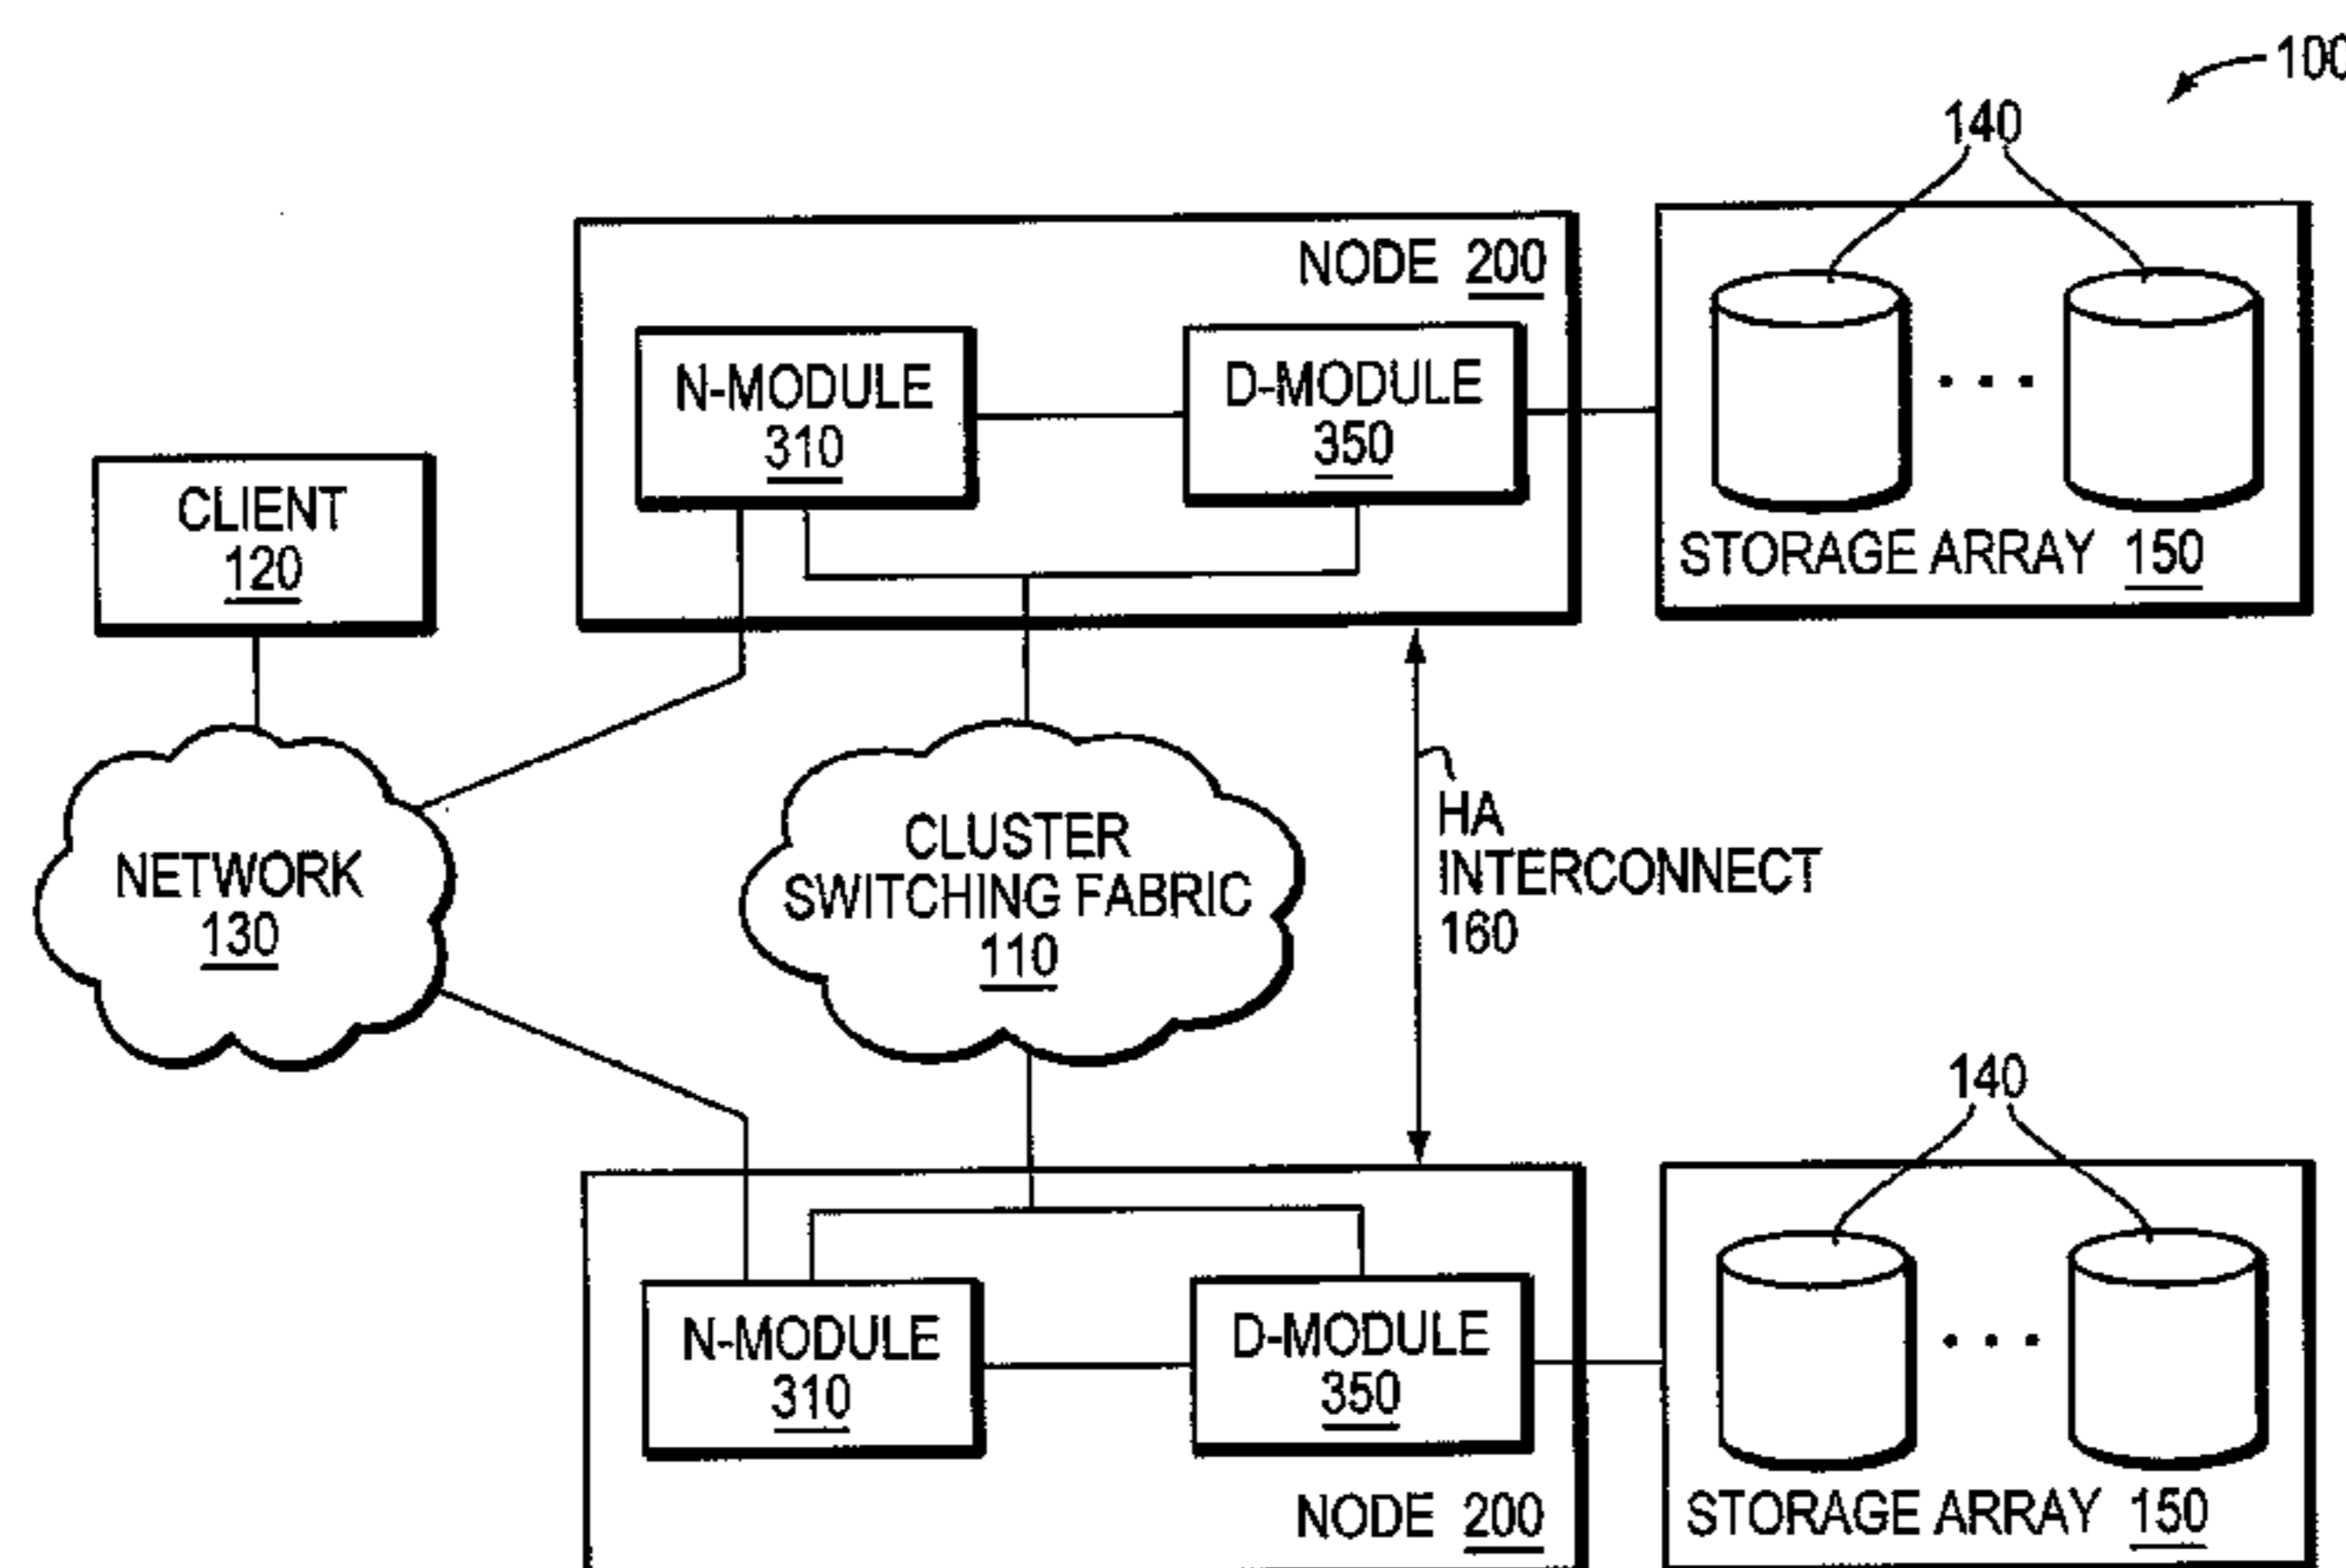 100
140
NODE 200
N-MODULE
310
D-MODULE
350
STORAGE ARRAY 150
CLIENT
120
NETWORK
130
CLUSTER
SWITCHING FABRIC
110
HA
INTERCONNECT
160
140
N-MODULE
310
D-MODULE
350
NODE 200
STORAGE ARRAY 150